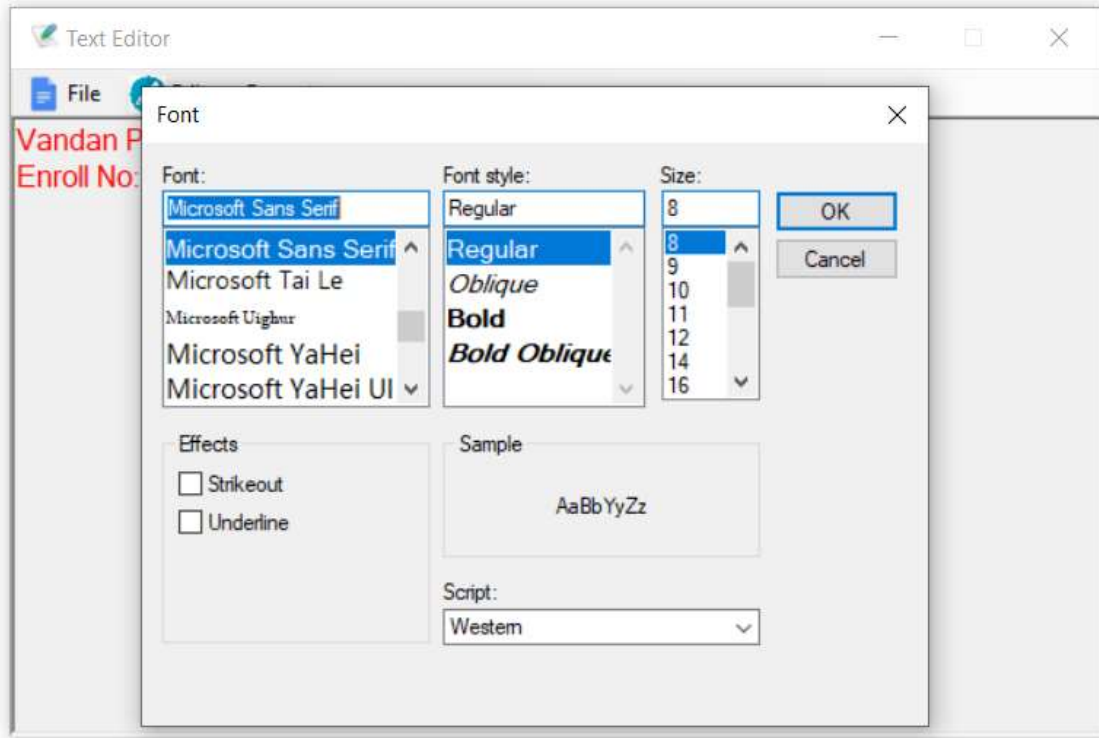 Text Editor
File
Vandan P
Enroll No:
Font
Font:
Microsoft Sans Serif
Microsoft Sans Serif
Microsoft Tai Le
Microsoft Uighur
Microsoft YaHei
Microsoft YaHei UI
Font style:
Regular
Regular
Oblique
Bold
Bold Oblique
Size:
8
8
9
10
11
12
14
16
OK
Cancel
Effects
Strikeout
Underline
Sample
AaBbYyZz
Script:
Western